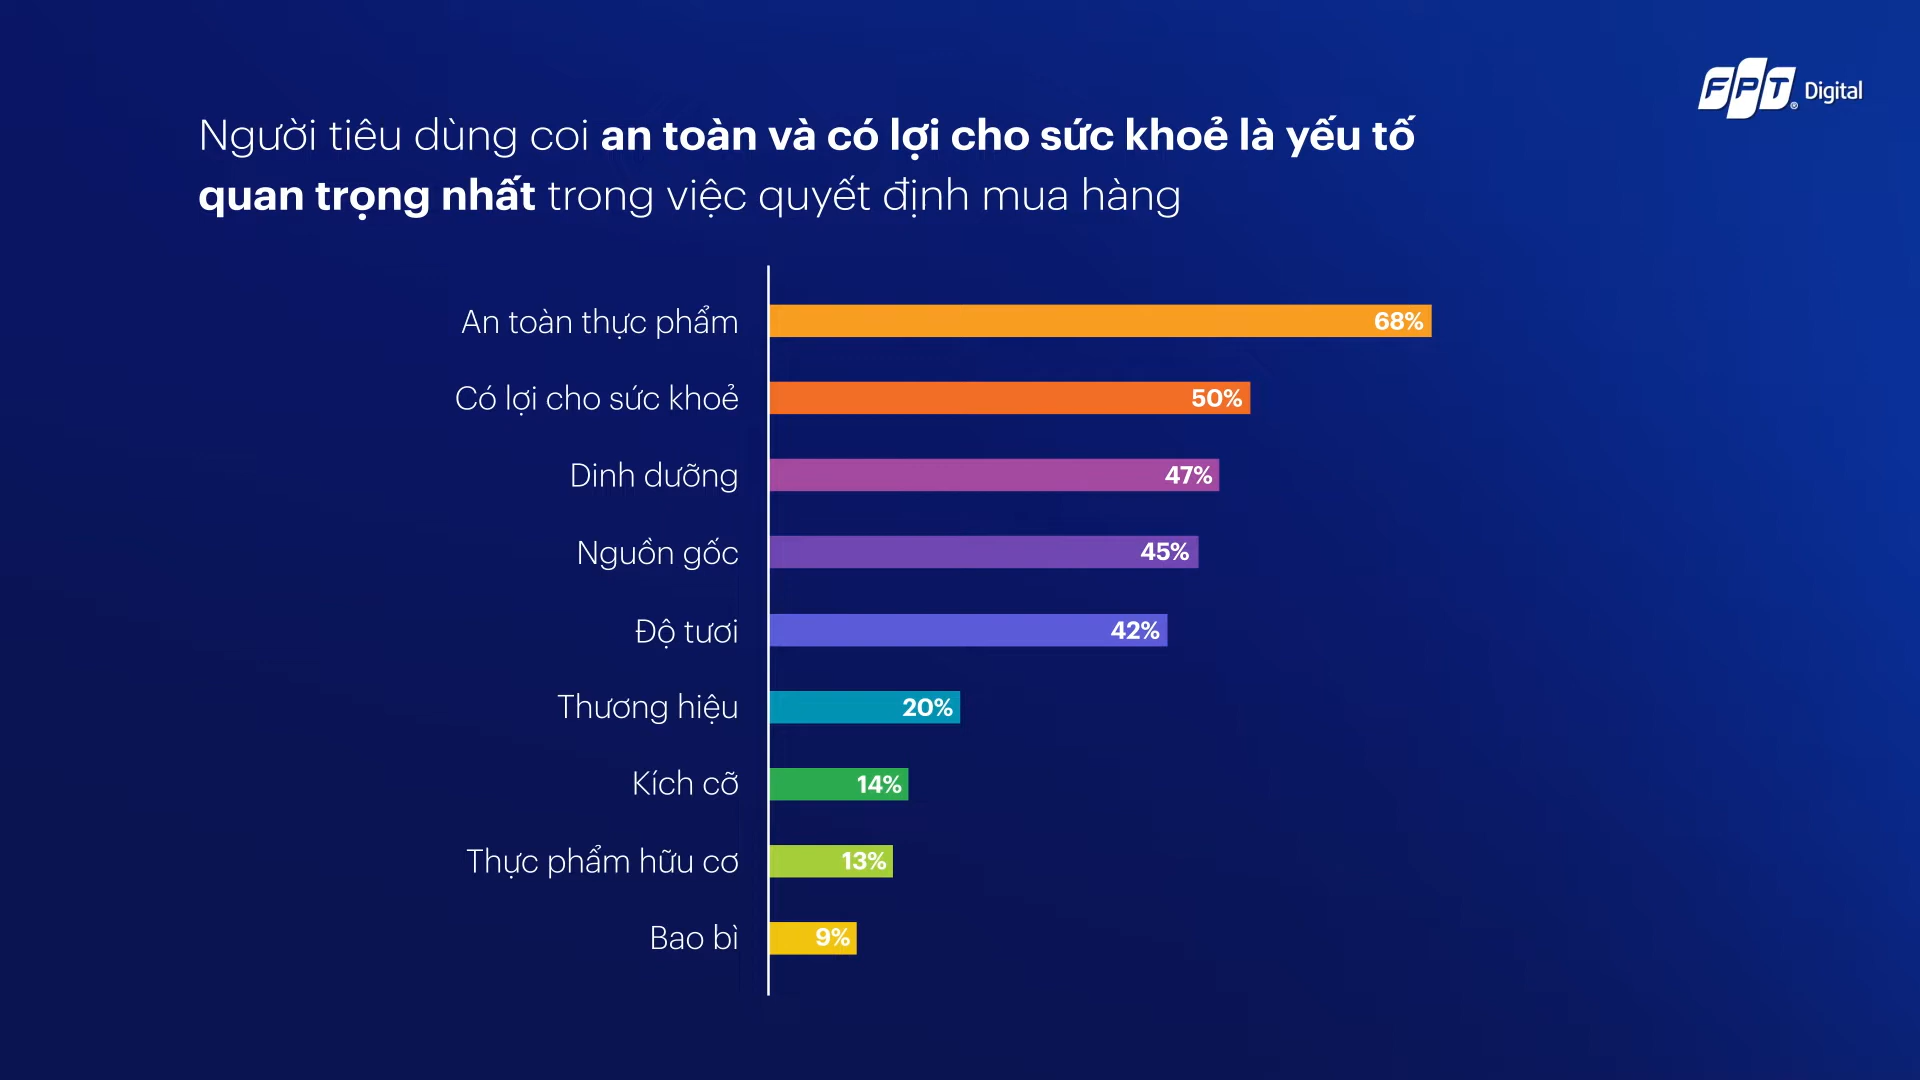 FPT® Digital
Người tiêu dùng coi an toàn và có lợi cho sức khoẻ là yếu tố
quan trọng nhất trong việc quyết định mua hàng
An toàn thực phẩm 68%
Có lợi cho sức khoẻ 50%
Dinh dưỡng 47%
Nguồn gốc 45%
Độ tươi 42%
Thương hiệu 20%
Kích cỡ 14%
Thực phẩm hữu cơ 13%
Bao bì 9%